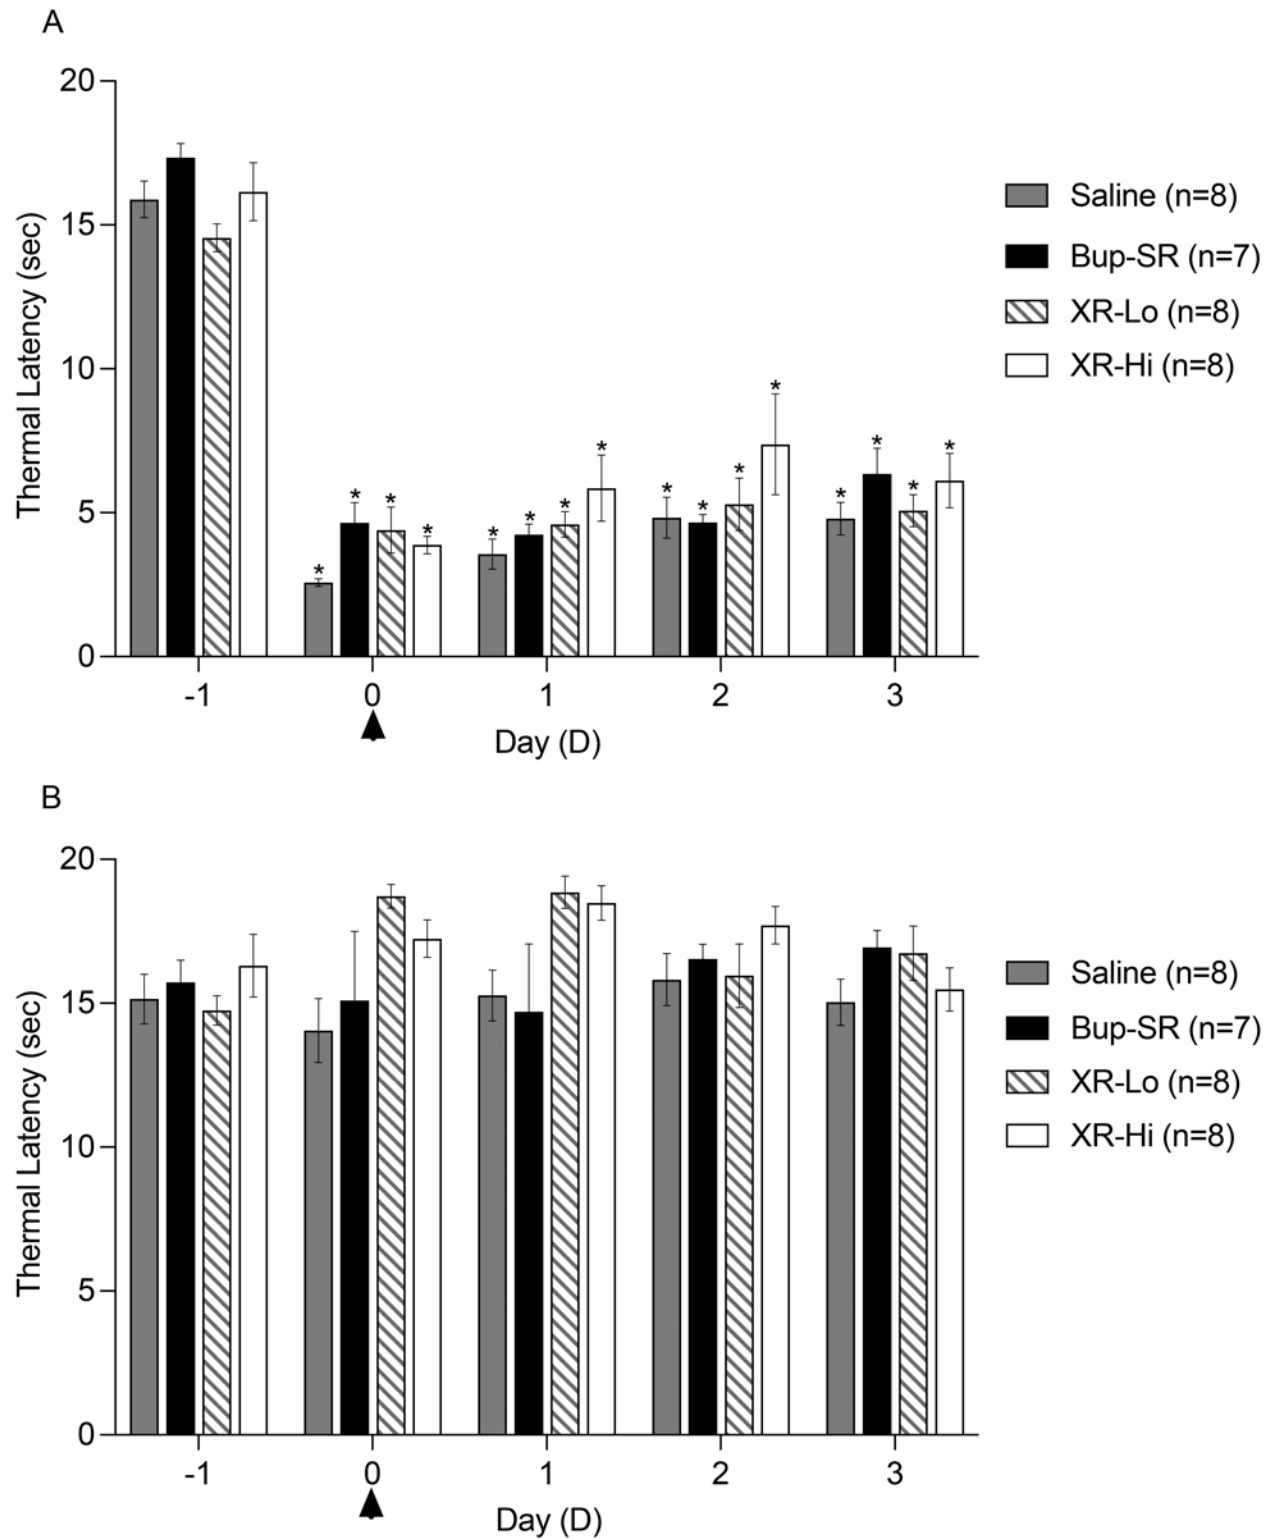 A
20
15
10
5
0
Thermal Latency (sec)
* * * *
* * * *
* * * *
* * * *
-1 0 1 2 3
Day (D)
Saline (n=8)
Bup-SR (n=7)
XR-Lo (n=8)
XR-Hi (n=8)
B
20
15
10
5
0
Thermal Latency (sec)
-1 0 1 2 3
Day (D)
Saline (n=8)
Bup-SR (n=7)
XR-Lo (n=8)
XR-Hi (n=8)